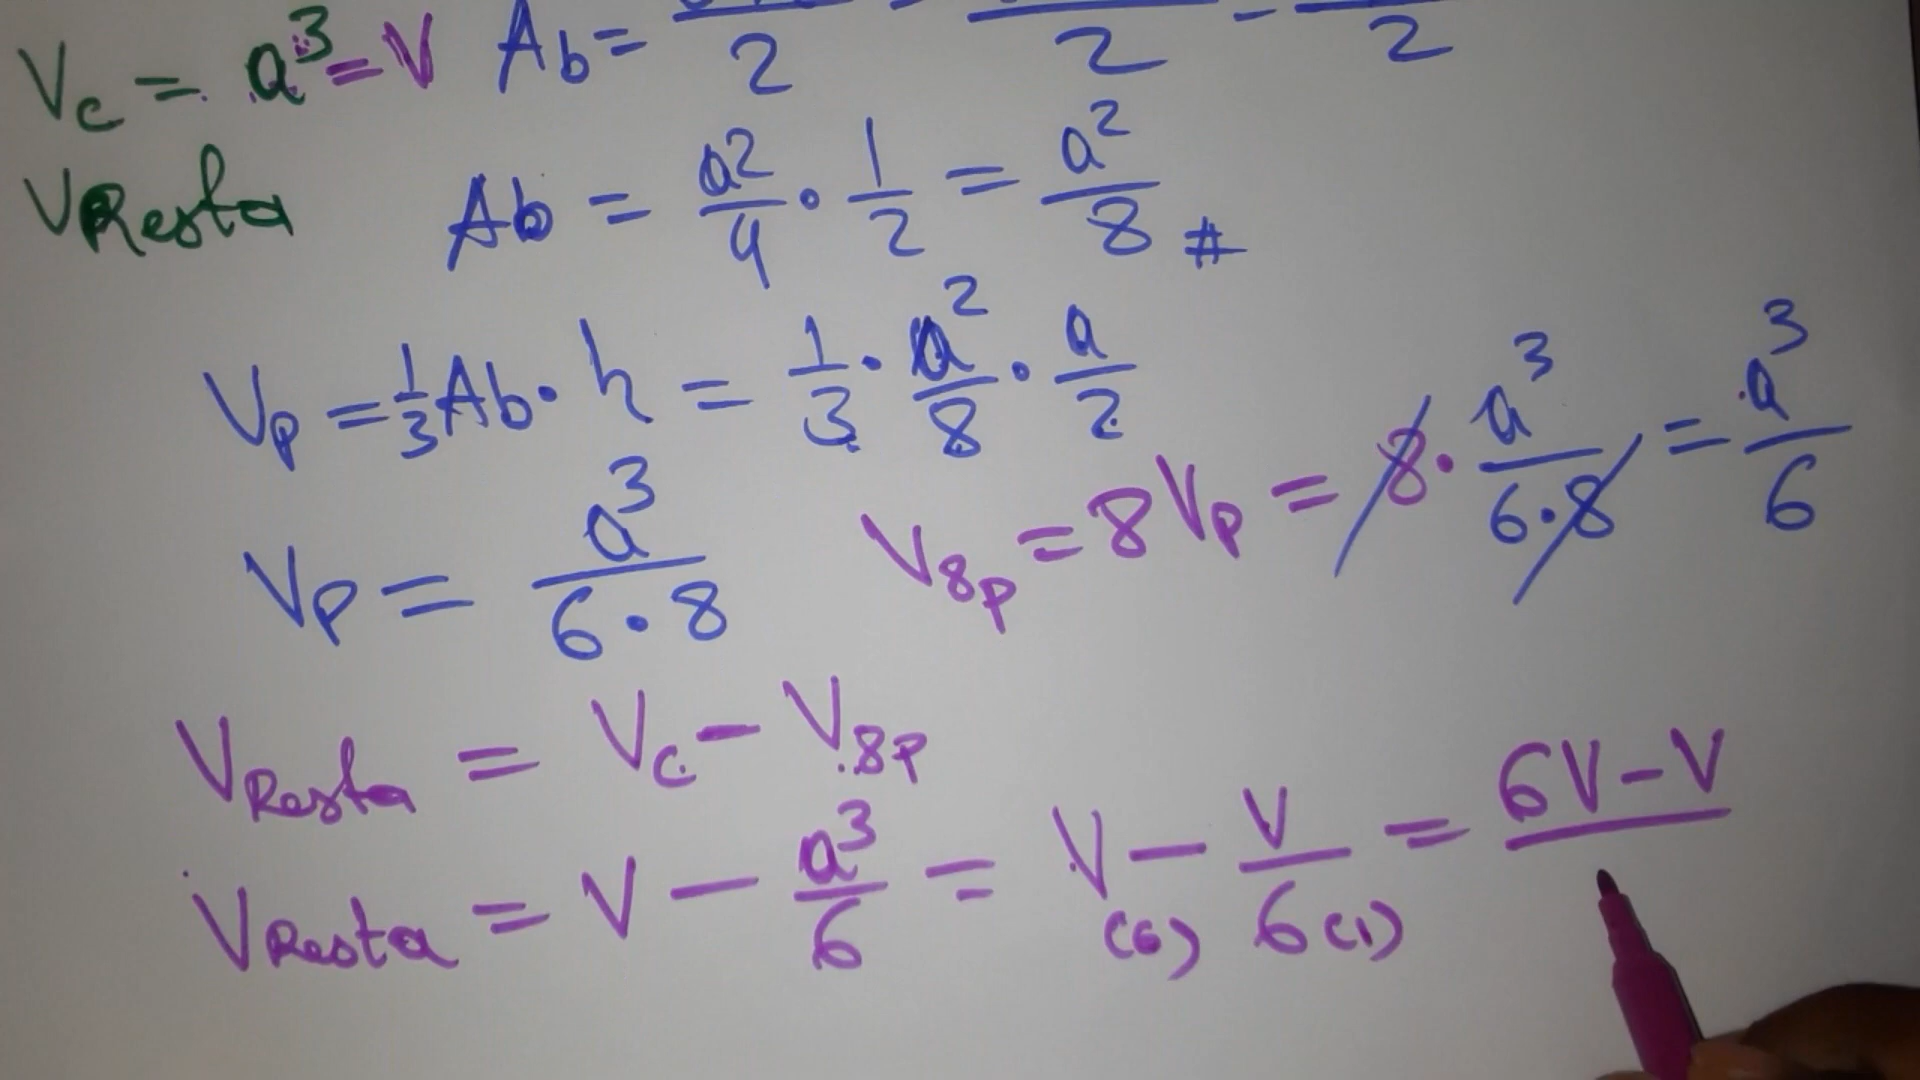 Vc = a³ = V Ab = 2 - 2 - 2
VResta Ab = a²/4 · 1/2 = a²/8 #
Vp = 1/3 Ab · h = 1/3 · a²/8 · a/2
Vp = a³/6·8 V8p = 8Vp = 8 · a³/6·8 = a³/6
VResta = Vc - V8p
VResta = V - a³/6 = V - V/6 = 6V - V
(6) (1)